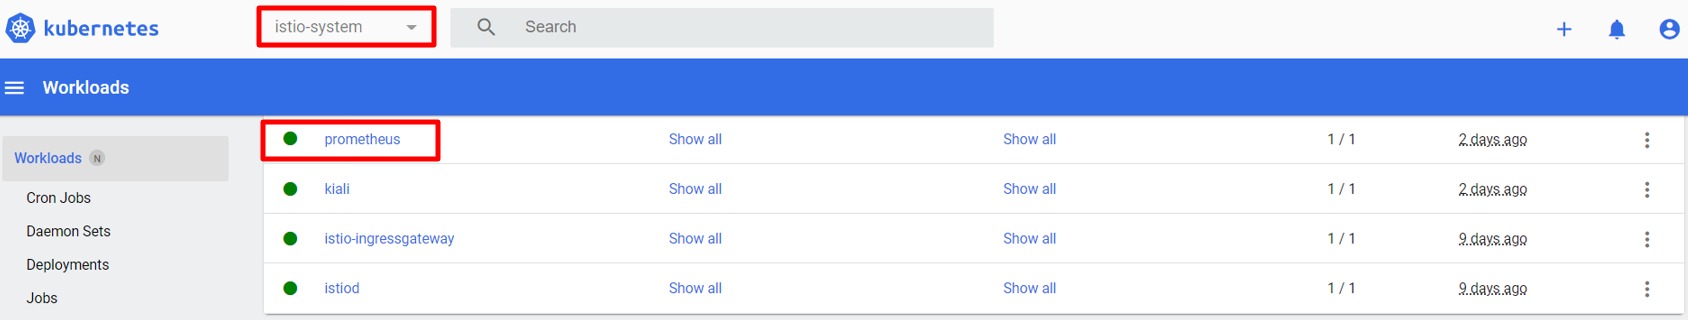 kubernetes
istio-system
Search
Workloads
Workloads N
Cron Jobs
Daemon Sets
Deployments
Jobs
prometheus Show all Show all 1 / 1 2 days ago
kiali Show all Show all 1 / 1 2 days ago
istio-ingressgateway Show all Show all 1 / 1 9 days ago
istiod Show all Show all 1 / 1 9 days ago